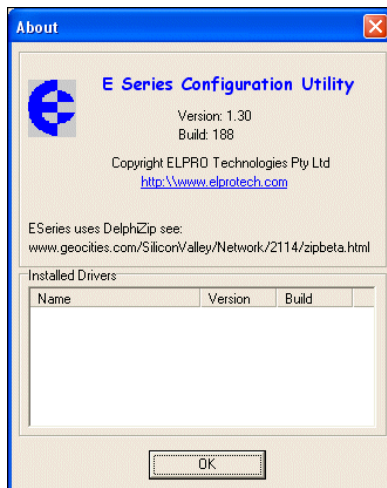 About
E Series Configuration Utility
Version: 1.30
Build: 188
Copyright ELPRO Technologies Pty Ltd
http:\\www.elprotech.com
ESeries uses DelphiZip see:
www.geocities.com/SiliconValley/Network/2114/zipbeta.html
Installed Drivers
Name Version Build
OK